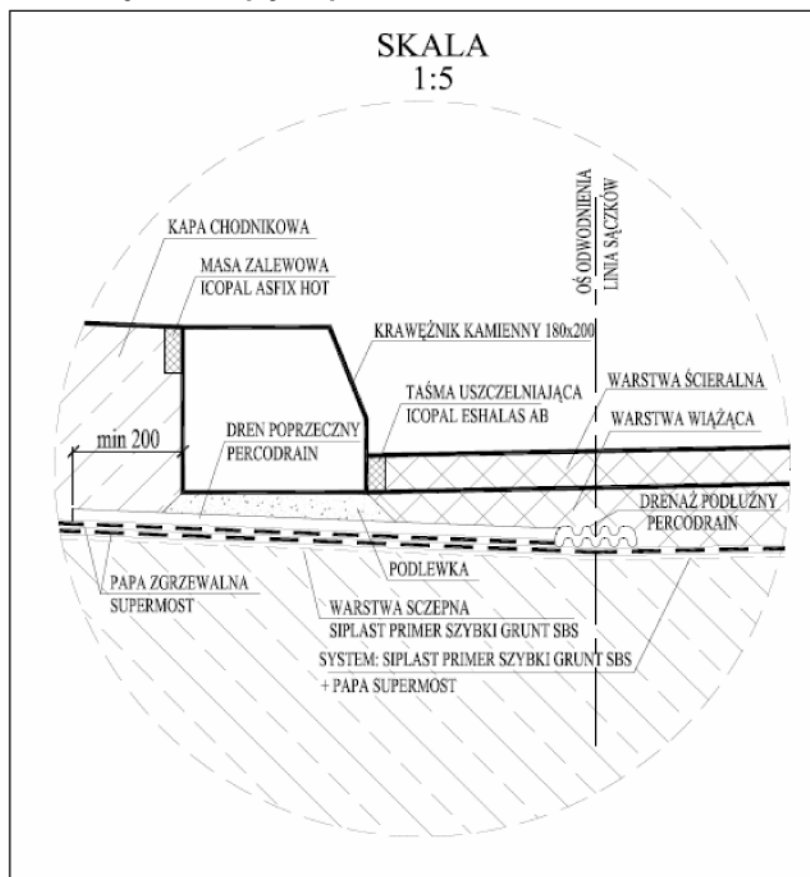 SKALA
1:5
OŚ ODWODNIENIA
LINIA SĄCZKÓW
KAPA CHODNIKOWA
MASA ZALEWOWA
ICOPAL ASFIX HOT
KRAWĘŻNIK KAMIENNY 180x200
TAŚMA USZCZELNIAJĄCA
ICOPAL ESHALAS AB
WARSTWA ŚCIERALNA
WARSTWA WIĄŻĄCA
min 200
DREN POPRZECZNY
PERCODRAIN
DRENAŻ PODŁUŻNY
PERCODRAIN
PODLEWKA
PAPA ZGRZEWALNA
SUPERMOST
WARSTWA SCZEPNA
SIPLAST PRIMER SZYBKI GRUNT SBS
SYSTEM: SIPLAST PRIMER SZYBKI GRUNT SBS
+ PAPA SUPERMOST